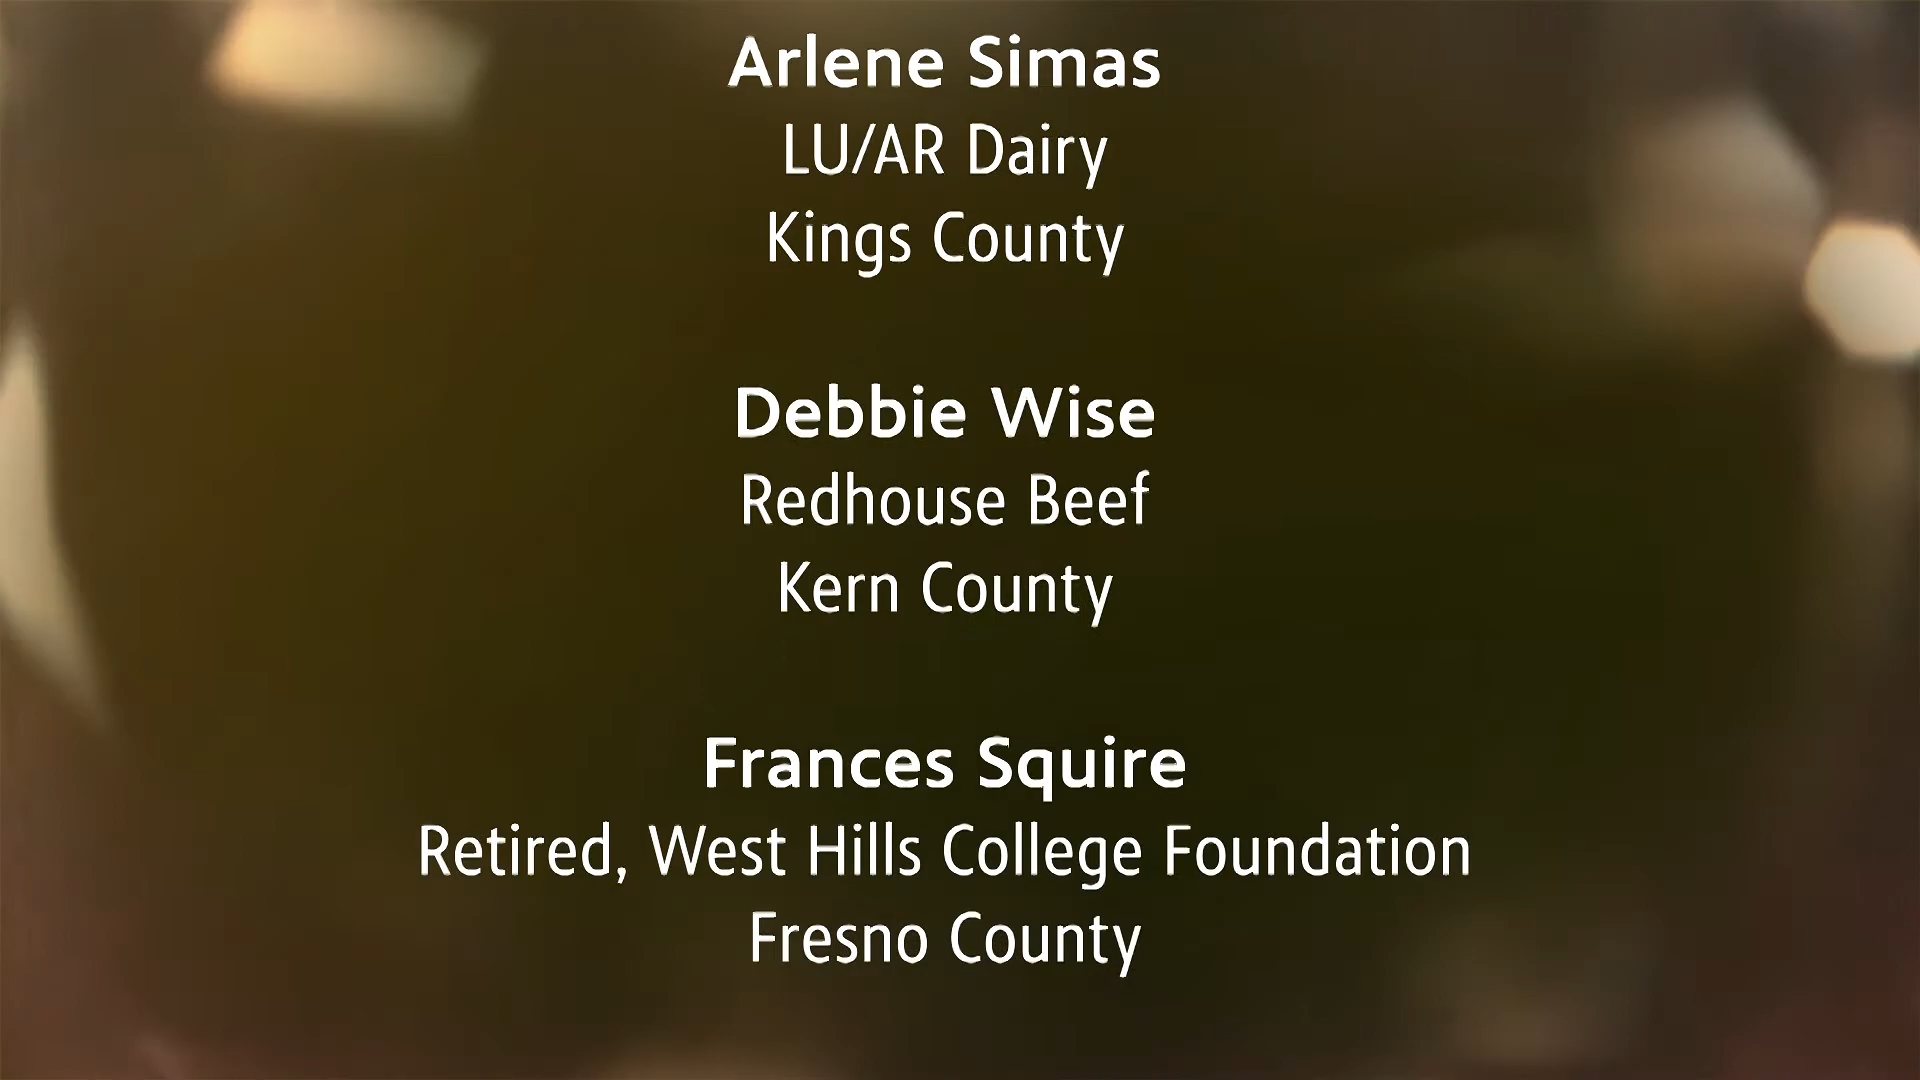 Arlene Simas
LU/AR Dairy
Kings County
Debbie Wise
Redhouse Beef
Kern County
Frances Squire
Retired, West Hills College Foundation
Fresno County